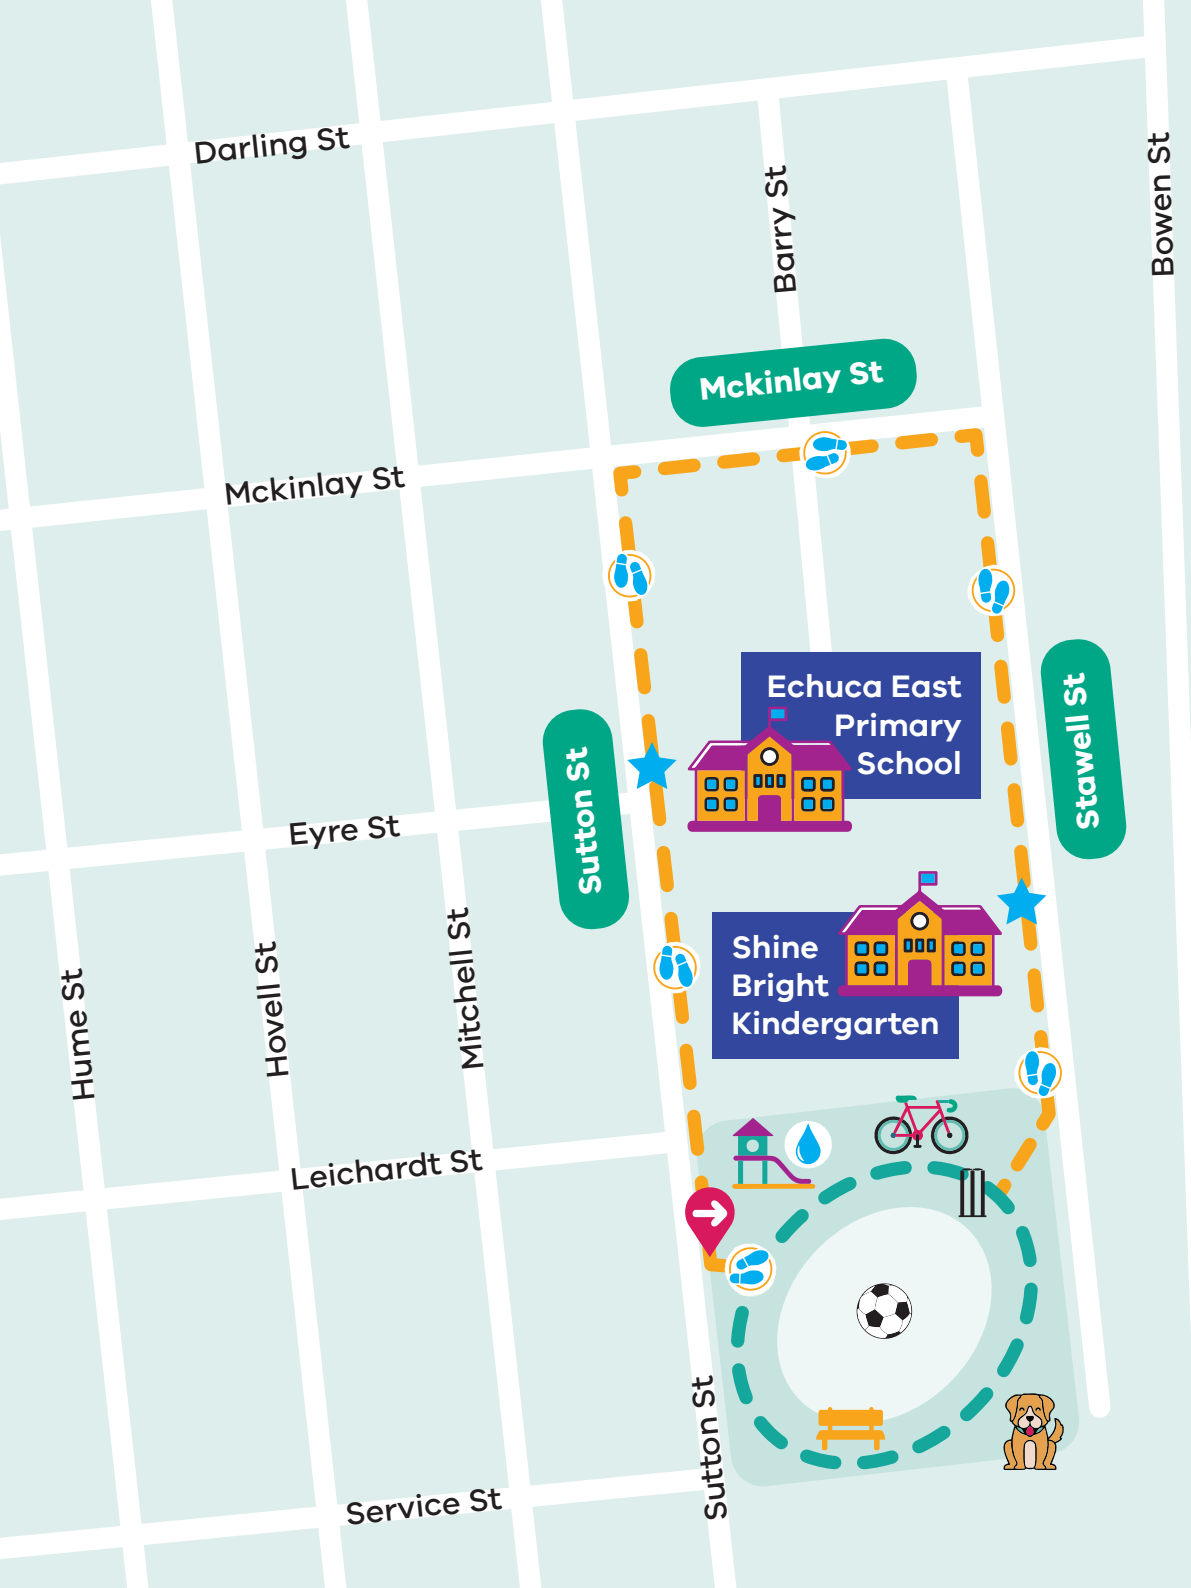 Darling St
Barry St
Bowen St
Mckinlay St
Mckinlay St
Echuca East
Primary
School
Stawell St
Sutton St
Eyre St
Shine
Bright
Kindergarten
Hume St
Hovell St
Mitchell St
Leichardt St
Sutton St
Service St